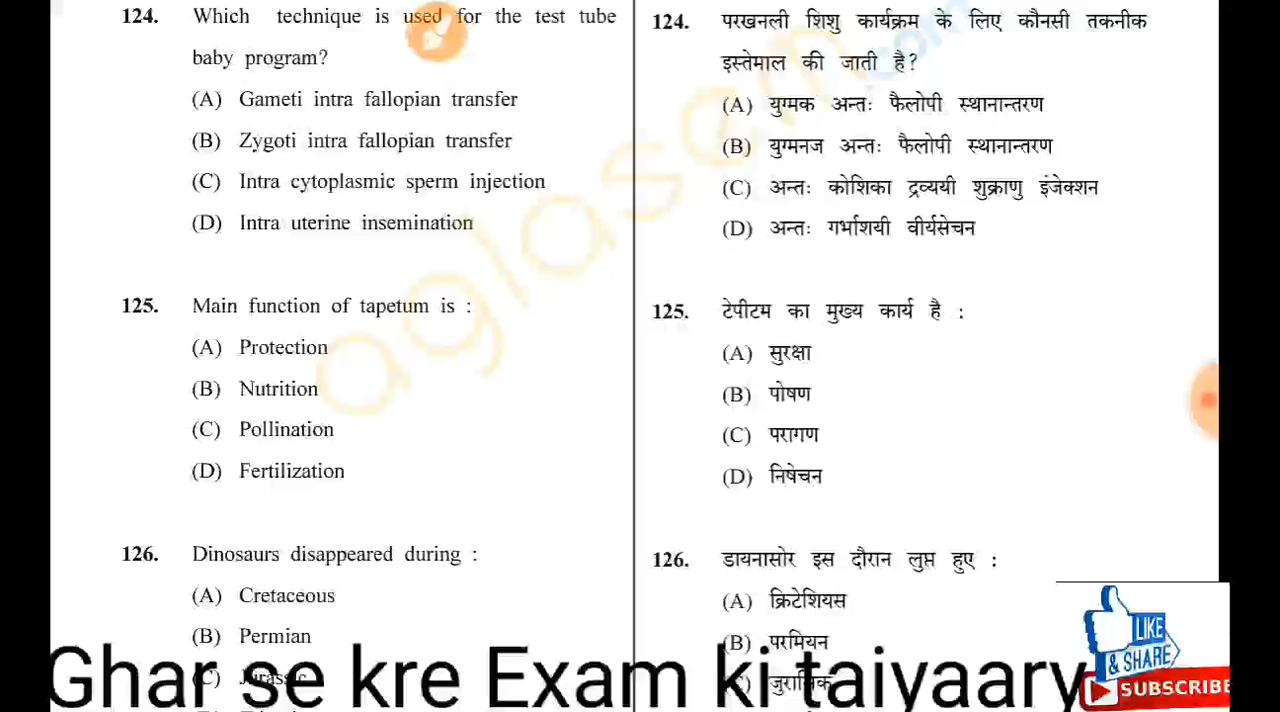 124. Which technique is used for the test tube
baby program?
(A) Gameti intra fallopian transfer
(B) Zygoti intra fallopian transfer
(C) Intra cytoplasmic sperm injection
(D) Intra uterine insemination
125. Main function of tapetum is :
(A) Protection
(B) Nutrition
(C) Pollination
(D) Fertilization
126. Dinosaurs disappeared during :
(A) Cretaceous
(B) Permian
(C) Jurassic
124. परखनली शिशु कार्यक्रम के लिए कौनसी तकनीक
इस्तेमाल की जाती है?
(A) युग्मक अन्तः फैलोपी स्थानान्तरण
(B) युग्मनज अन्तः फैलोपी स्थानान्तरण
(C) अन्तः कोशिका द्रव्ययी शुक्राणु इंजेक्शन
(D) अन्तः गर्भाशयी वीर्यसेचन
125. टेपीटम का मुख्य कार्य है :
(A) सुरक्षा
(B) पोषण
(C) परागण
(D) निषेचन
126. डायनासोर इस दौरान लुप्त हुए :
(A) क्रिटेशियस
(B) परमियन
(C) जुरासिक
aglasem
Ghar se kre Exam ki taiyaary
LIKE
& SHARE
SUBSCRIBE